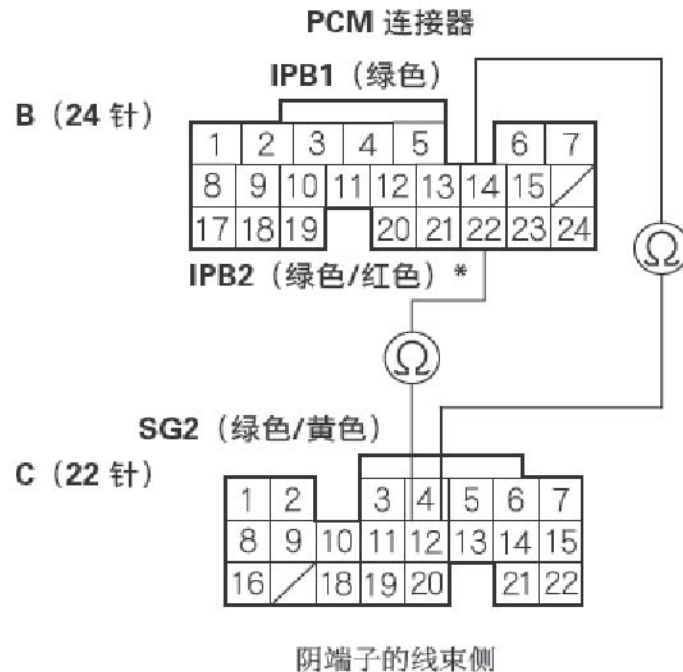 PCM 连接器
IPB1（绿色）
B（24 针）
1 2 3 4 5 6 7
8 9 10 11 12 13 14 15
17 18 19 20 21 22 23 24
Ω
IPB2（绿色/红色）*
Ω
SG2（绿色/黄色）
C（22 针）
1 2 3 4 5 6 7
8 9 10 11 12 13 14 15
16 18 19 20 21 22
阴端子的线束侧